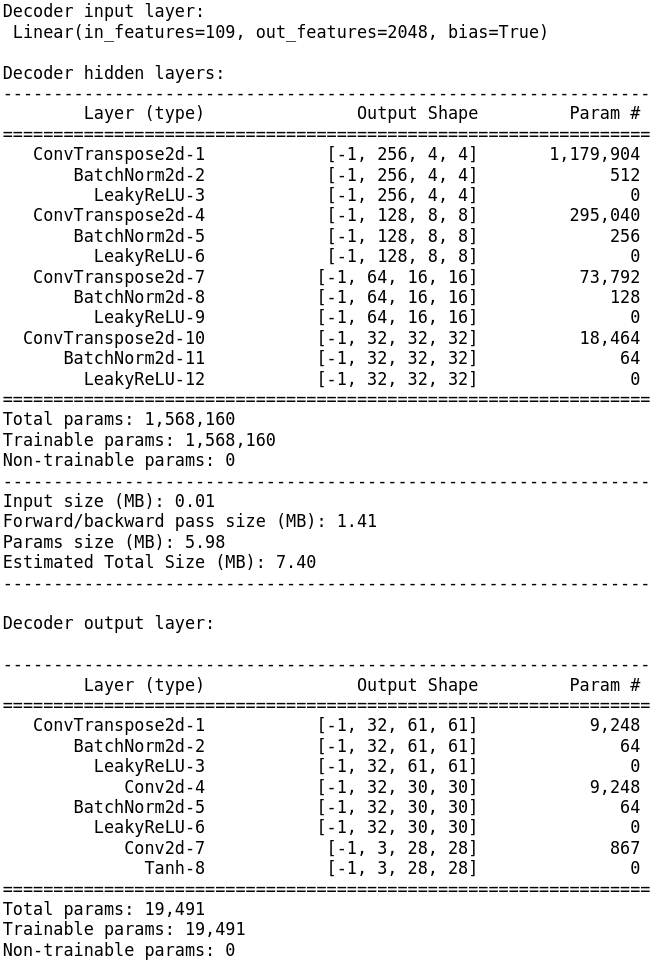 Decoder input layer:
 Linear(in_features=109, out_features=2048, bias=True)

Decoder hidden layers:
----------------------------------------------------------------
        Layer (type)               Output Shape         Param #
================================================================
   ConvTranspose2d-1            [-1, 256, 4, 4]       1,179,904
       BatchNorm2d-2            [-1, 256, 4, 4]             512
         LeakyReLU-3            [-1, 256, 4, 4]               0
   ConvTranspose2d-4            [-1, 128, 8, 8]         295,040
       BatchNorm2d-5            [-1, 128, 8, 8]             256
         LeakyReLU-6            [-1, 128, 8, 8]               0
   ConvTranspose2d-7           [-1, 64, 16, 16]          73,792
       BatchNorm2d-8           [-1, 64, 16, 16]             128
         LeakyReLU-9           [-1, 64, 16, 16]               0
  ConvTranspose2d-10           [-1, 32, 32, 32]          18,464
      BatchNorm2d-11           [-1, 32, 32, 32]              64
        LeakyReLU-12           [-1, 32, 32, 32]               0
================================================================
Total params: 1,568,160
Trainable params: 1,568,160
Non-trainable params: 0
----------------------------------------------------------------
Input size (MB): 0.01
Forward/backward pass size (MB): 1.41
Params size (MB): 5.98
Estimated Total Size (MB): 7.40
----------------------------------------------------------------

Decoder output layer:

----------------------------------------------------------------
        Layer (type)               Output Shape         Param #
================================================================
   ConvTranspose2d-1           [-1, 32, 61, 61]           9,248
       BatchNorm2d-2           [-1, 32, 61, 61]              64
         LeakyReLU-3           [-1, 32, 61, 61]               0
            Conv2d-4           [-1, 32, 30, 30]           9,248
       BatchNorm2d-5           [-1, 32, 30, 30]              64
         LeakyReLU-6           [-1, 32, 30, 30]               0
            Conv2d-7            [-1, 3, 28, 28]             867
              Tanh-8            [-1, 3, 28, 28]               0
================================================================
Total params: 19,491
Trainable params: 19,491
Non-trainable params: 0